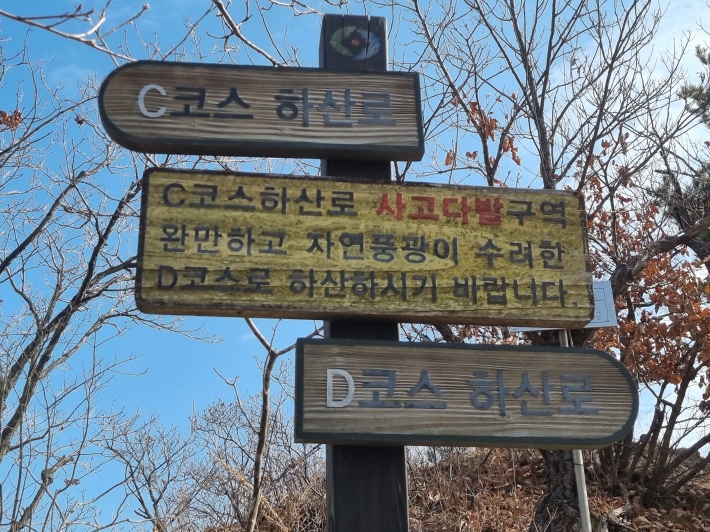 C코스 하산로
C코스하산로 사고다발구역
완만하고 자연풍광이 수려한
D코스로 하산하시기 바랍니다.
D코스 하산로